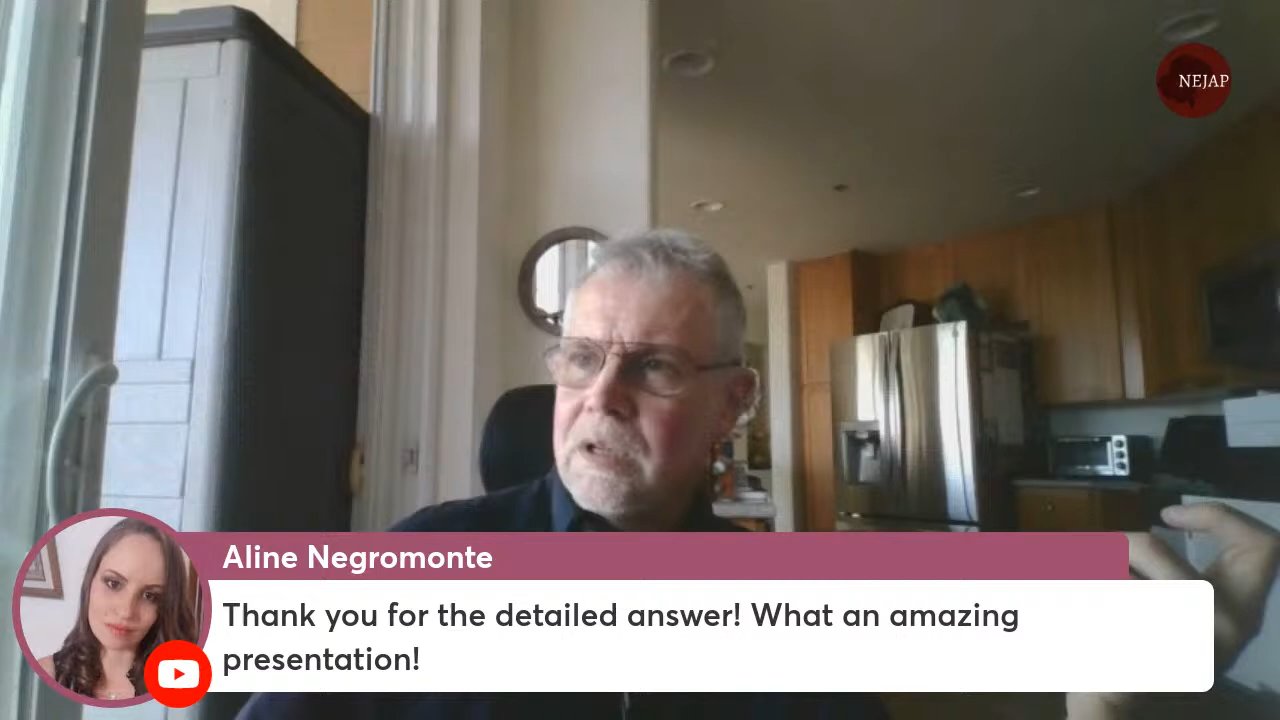 NEJAP
Aline Negromonte
Thank you for the detailed answer! What an amazing
presentation!